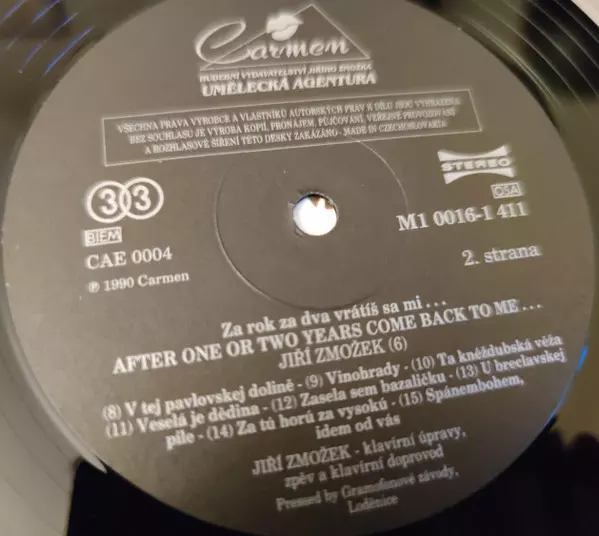 Carmen
HUDEBNÍ VYDAVATELSTVÍ JIŘÍHO ZMOŽKA
UMĚLECKÁ AGENTURA
VŠECHNA PRÁVA VÝROBCE A VLASTNÍKŮ AUTORSKÝCH PRÁV K DÍLU JSOU VYHRAZENA
BEZ SOUHLASU JE VÝROBA KOPIÍ, PRONÁJEM, PŮJČOVÁNÍ, VEŘEJNÉ PROVOZOVÁNÍ
A ROZHLASOVÉ ŠÍŘENÍ TÉTO DESKY ZAKÁZÁNO - MADE IN CZECHOSLOVAKIA
33
STEREO
OSA
BIEM
M1 0016-1 411
CAE 0004
2. strana
℗ 1990 Carmen
Za rok za dva vrátíš sa mi . . .
AFTER ONE OR TWO YEARS COME BACK TO ME . . .
JIŘÍ ZMOŽEK (6)
(8) V tej pavlovskej dolině - (9) Vinohrady - (10) Ta kněždubská věža
(11) Veselá je dědina - (12) Zasela sem bazaličku - (13) U breclavskej
pile - (14) Za tú horú za vysokú - (15) Spánembohem,
idem od vás
JIŘÍ ZMOŽEK - klavírní úpravy,
zpěv a klavírní doprovod
Pressed by Gramofonové závody,
Loděnice